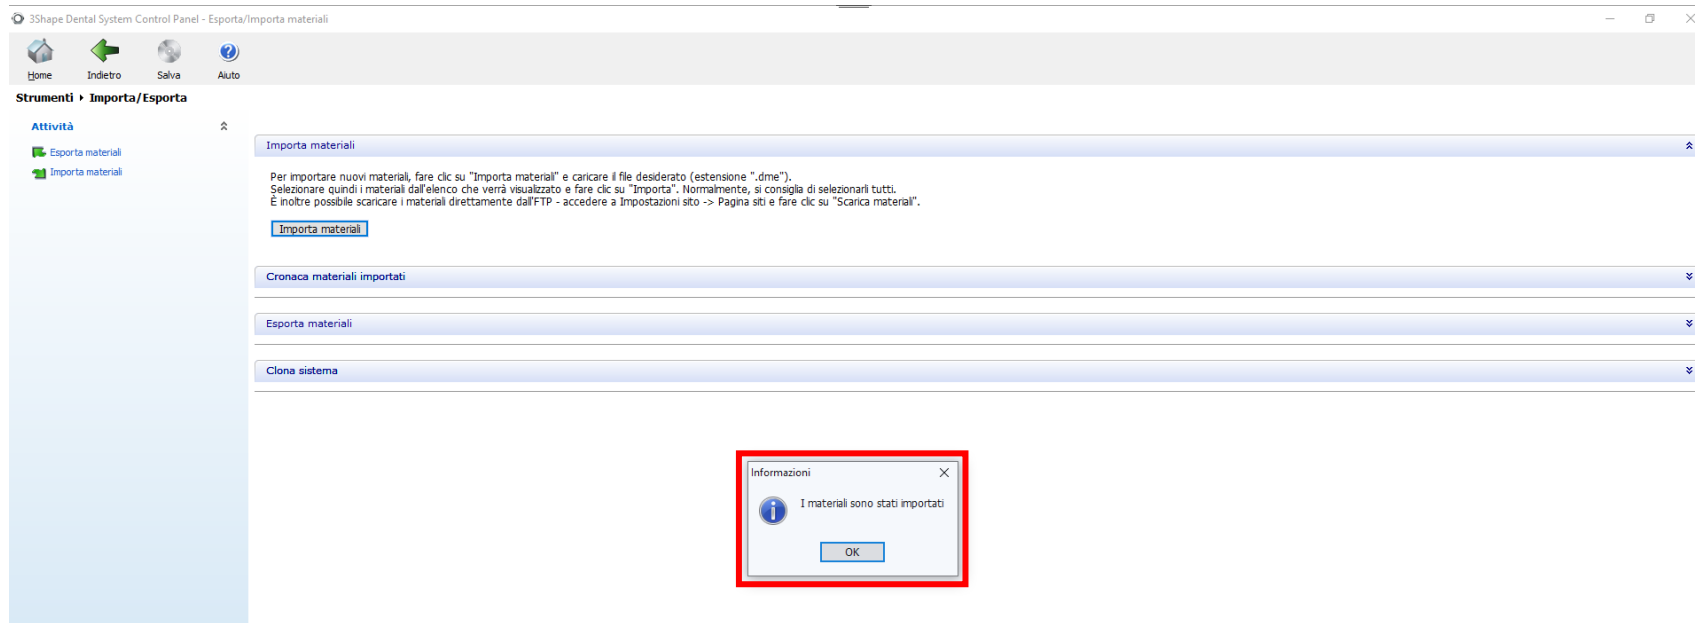 3Shape Dental System Control Panel - Esporta/Importa materiali
Home Indietro Salva Aiuto
Strumenti ▸ Importa/Esporta
Attività
Esporta materiali
Importa materiali
Importa materiali
Per importare nuovi materiali, fare clic su "Importa materiali" e caricare il file desiderato (estensione ".dme").
Selezionare quindi i materiali dall'elenco che verrà visualizzato e fare clic su "Importa". Normalmente, si consiglia di selezionarli tutti.
È inoltre possibile scaricare i materiali direttamente dall'FTP - accedere a Impostazioni sito -> Pagina siti e fare clic su "Scarica materiali".
Importa materiali
Cronaca materiali importati
Esporta materiali
Clona sistema
Informazioni
I materiali sono stati importati
OK